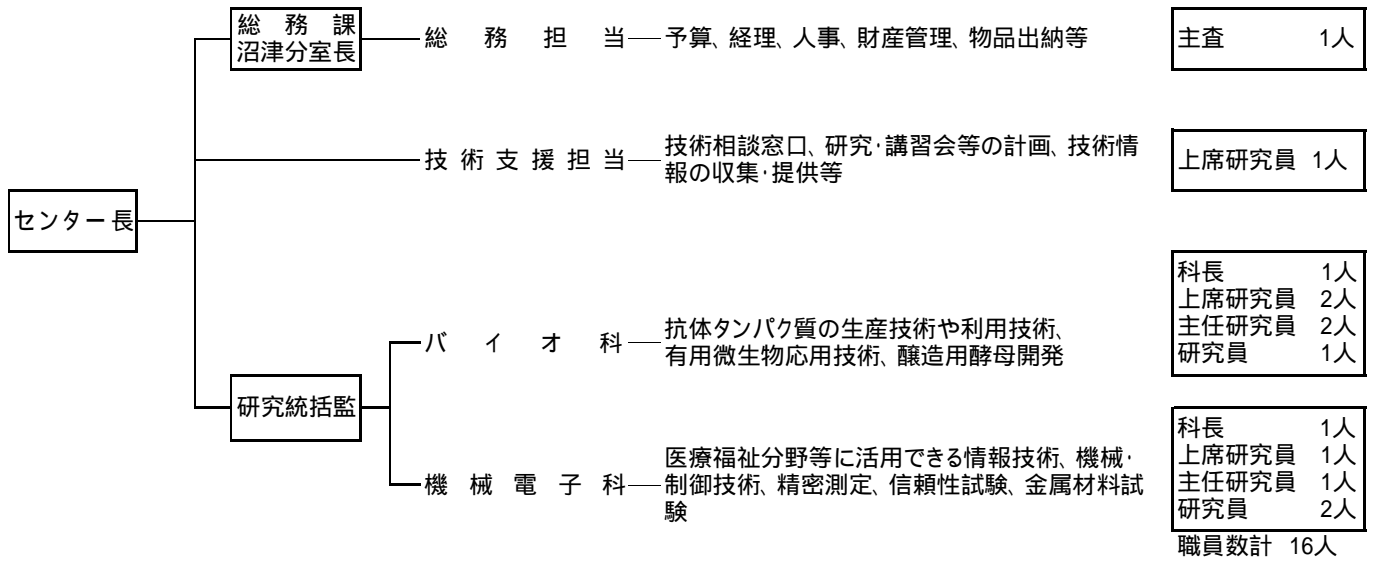 総務課
沼津分室長
総務担当
予算、経理、人事、財産管理、物品出納等
主査 1人
技術支援担当
技術相談窓口、研究・講習会等の計画、技術情
報の収集・提供等
上席研究員 1人
センター長
バイオ科
抗体タンパク質の生産技術や利用技術、
有用微生物応用技術、醸造用酵母開発
科長 1人
上席研究員 2人
主任研究員 2人
研究員 1人
研究統括監
機械電子科
医療福祉分野等に活用できる情報技術、機械・
制御技術、精密測定、信頼性試験、金属材料試
験
科長 1人
上席研究員 1人
主任研究員 1人
研究員 2人
職員数計 16人